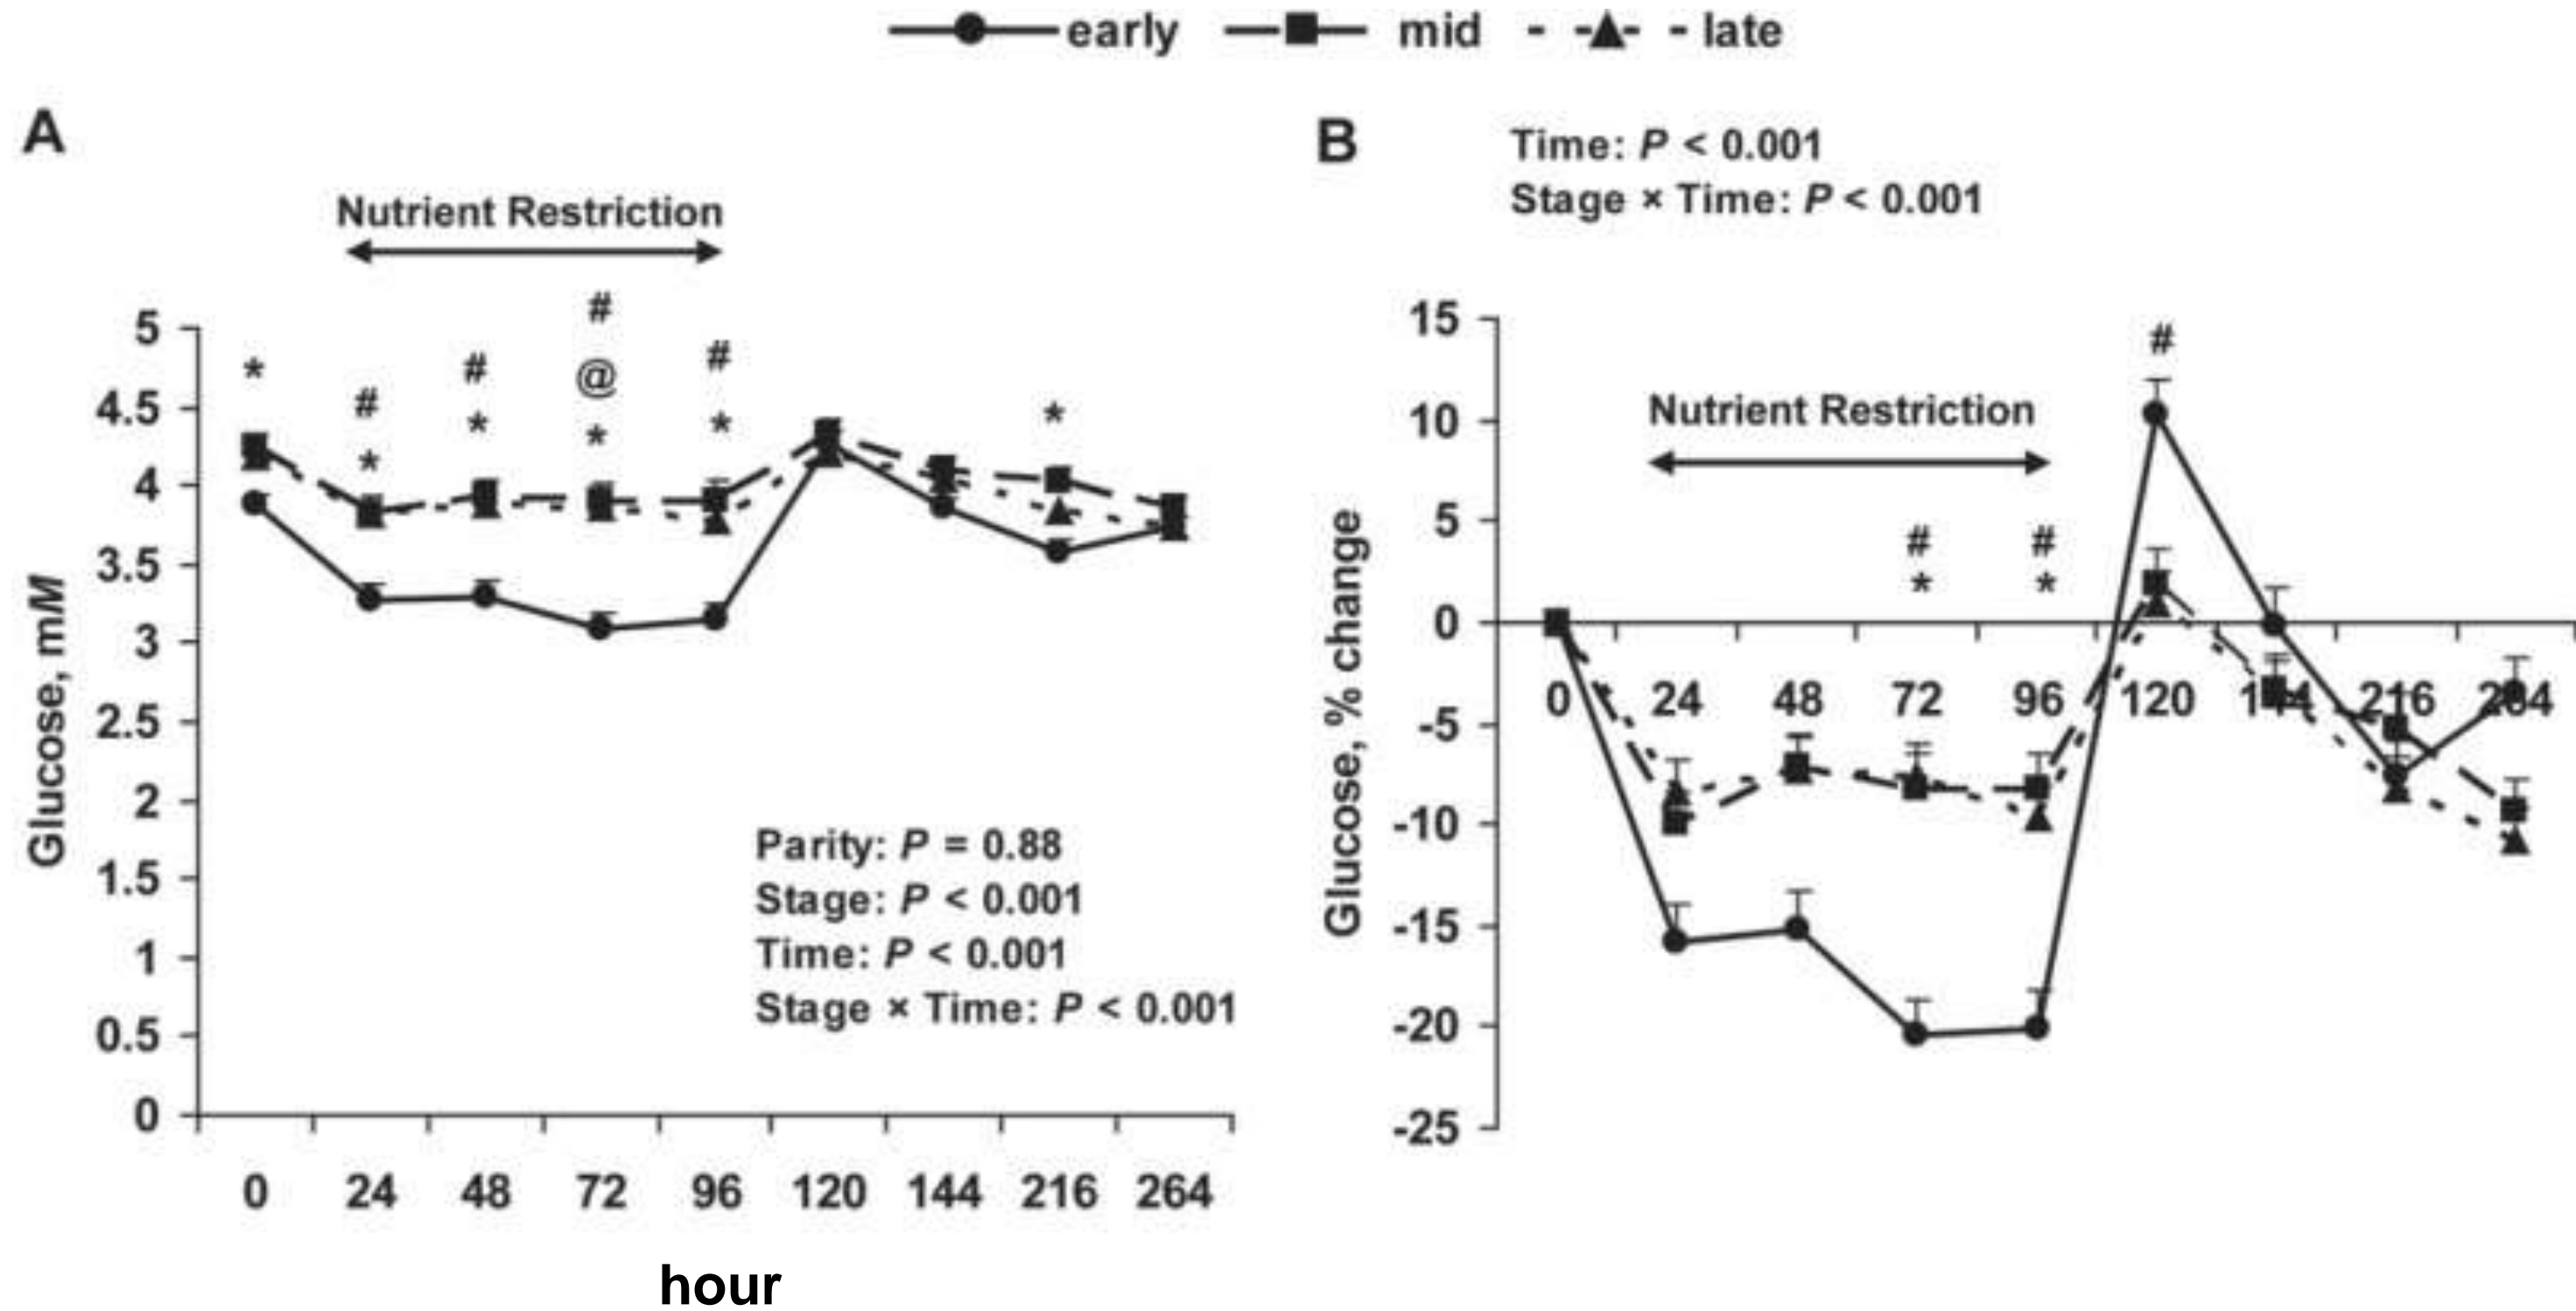 early mid late
A
Nutrient Restriction
#
#
#
@
#
*
#
*
*
*
*
*
*
5
4.5
4
3.5
3
2.5
2
1.5
1
0.5
0
Glucose, mM
Parity: P = 0.88
Stage: P < 0.001
Time: P < 0.001
Stage × Time: P < 0.001
0 24 48 72 96 120 144 216 264
hour
B
Time: P < 0.001
Stage × Time: P < 0.001
Nutrient Restriction
#
# #
* *
15
10
5
0
-5
-10
-15
-20
-25
Glucose, % change
0 24 48 72 96 120 144 216 264